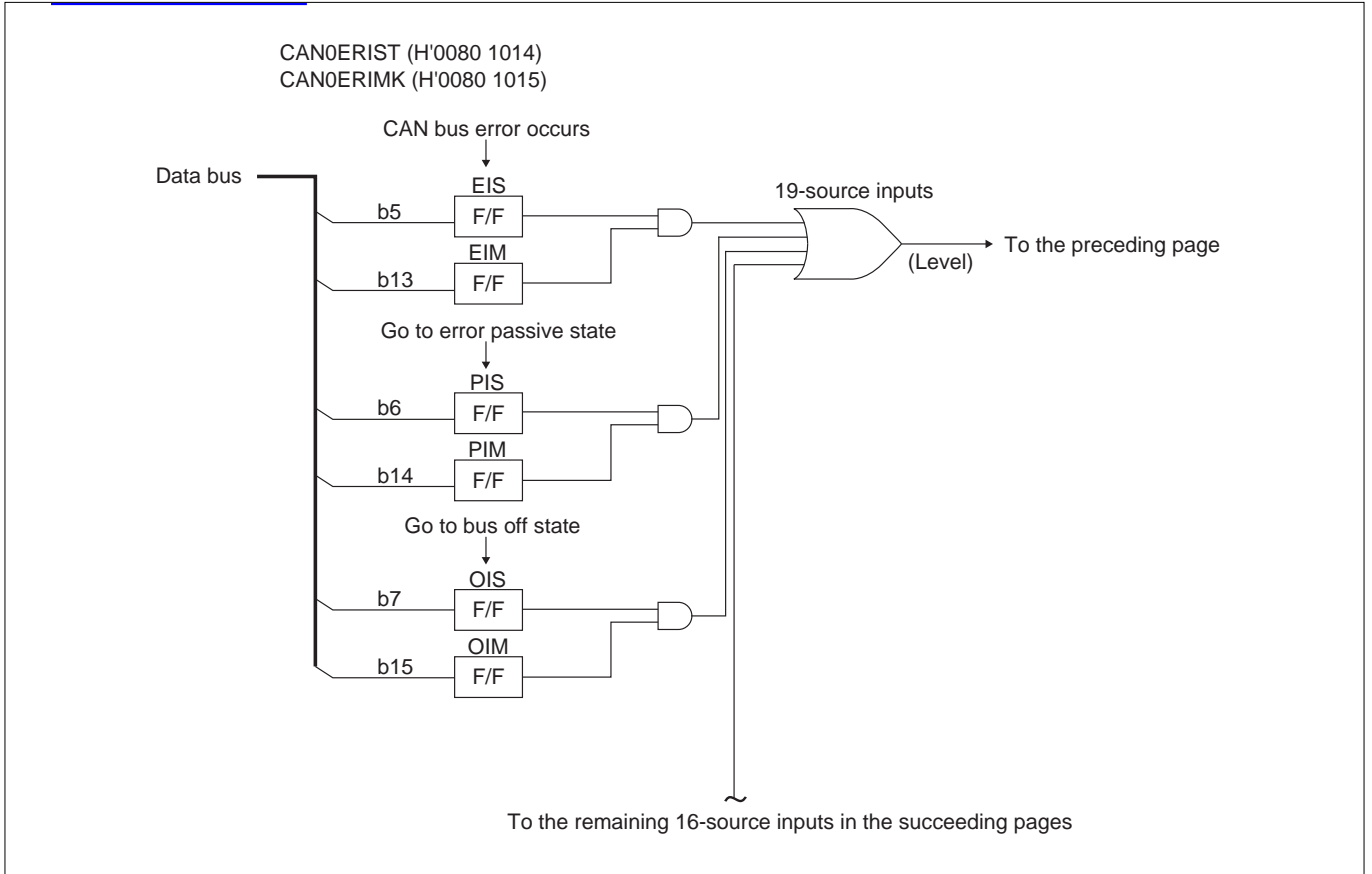 CAN0ERIST (H'0080 1014)
CAN0ERIMK (H'0080 1015)
CAN bus error occurs
Data bus
EIS
19-source inputs
b5
F/F
To the preceding page
(Level)
EIM
b13
F/F
Go to error passive state
PIS
b6
F/F
PIM
b14
F/F
Go to bus off state
OIS
b7
F/F
OIM
b15
F/F
To the remaining 16-source inputs in the succeeding pages